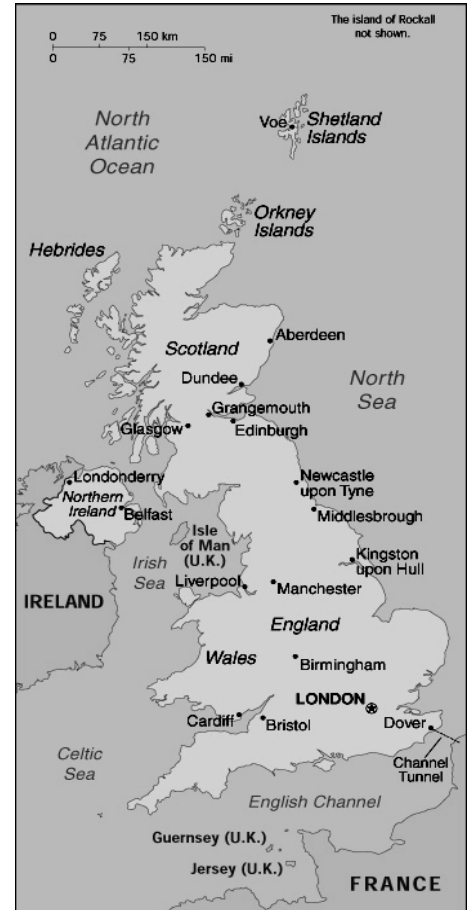 The island of Rockall
not shown.
0 75 150 km
0 75 150 mi
North
Atlantic
Ocean
Voe
Shetland
Islands
Orkney
Islands
Hebrides
Aberdeen
Scotland
Dundee
North
Sea
Grangemouth
Glasgow
Edinburgh
Londonderry
Northern
Ireland
Belfast
Newcastle
upon Tyne
Middlesbrough
Isle
of Man
(U.K.)
Irish
Sea
Kingston
upon Hull
Liverpool
Manchester
IRELAND
England
Wales
Birmingham
LONDON
Cardiff
Bristol
Dover
Celtic
Sea
Channel
Tunnel
English Channel
Guernsey (U.K.)
Jersey (U.K.)
FRANCE